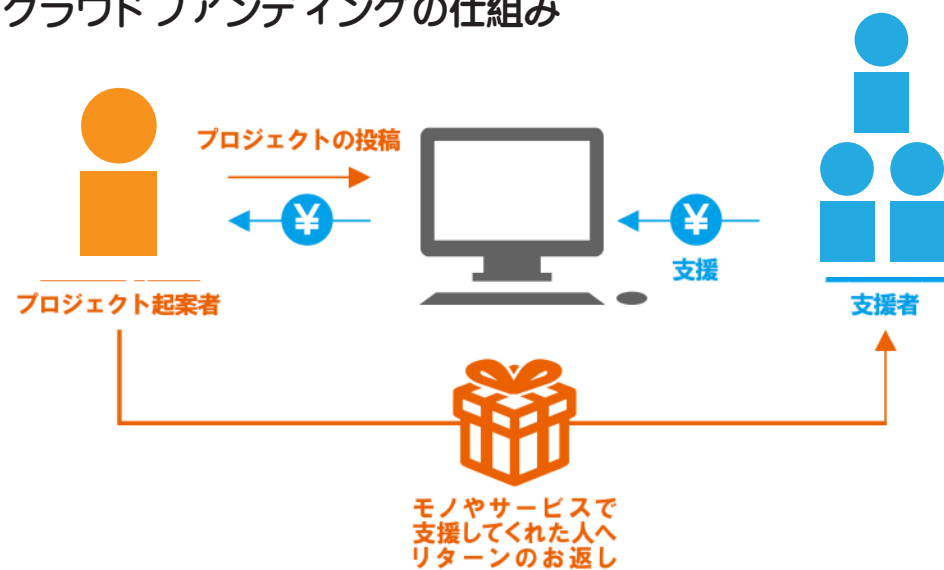 クラウドファンディングの仕組み
プロジェクトの投稿
¥
¥
支援
プロジェクト起案者
支援者
モノやサービスで
支援してくれた人へ
リターンのお返し